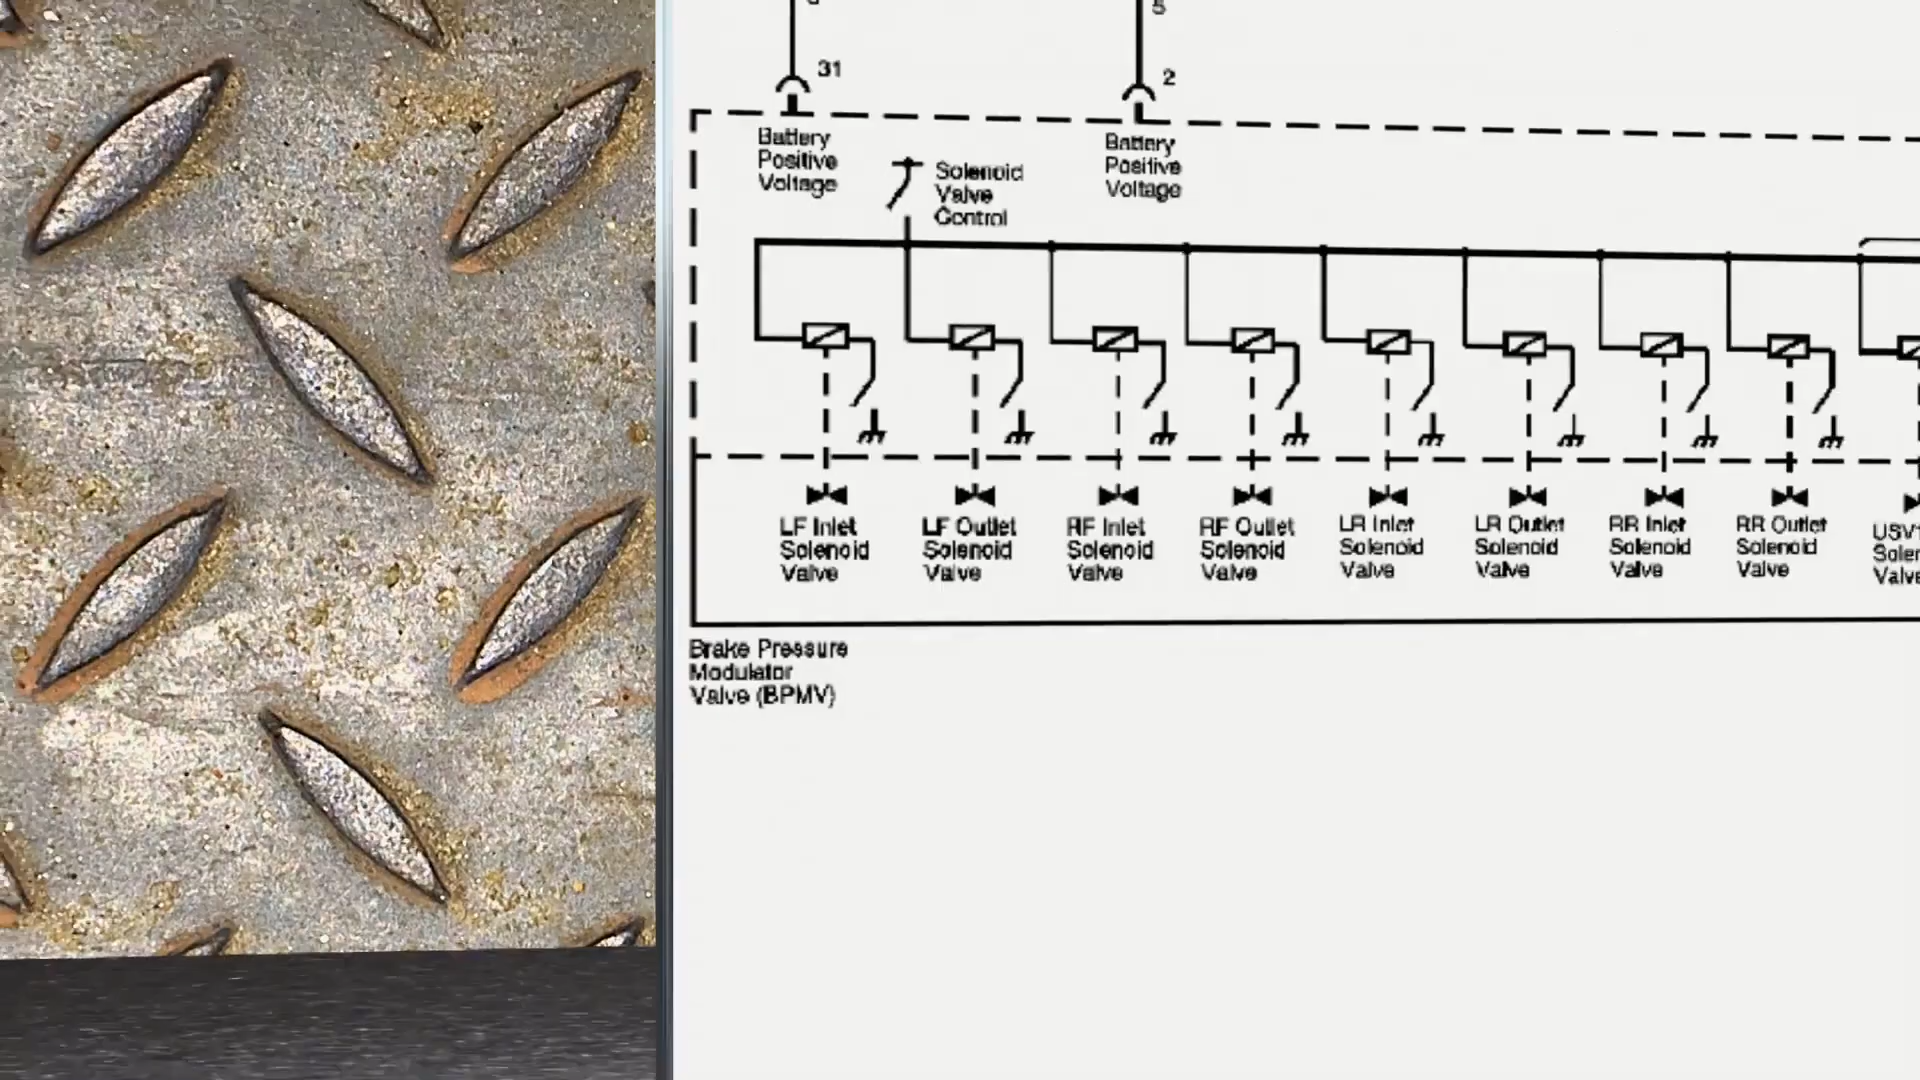 5
31
2
Battery
Positive
Voltage
Solenoid
Valve
Control
Battery
Positive
Voltage
LF Inlet
Solenoid
Valve
LF Outlet
Solenoid
Valve
RF Inlet
Solenoid
Valve
RF Outlet
Solenoid
Valve
LR Inlet
Solenoid
Valve
LR Outlet
Solenoid
Valve
RR Inlet
Solenoid
Valve
RR Outlet
Solenoid
Valve
Brake Pressure
Modulator
Valve (BPMV)